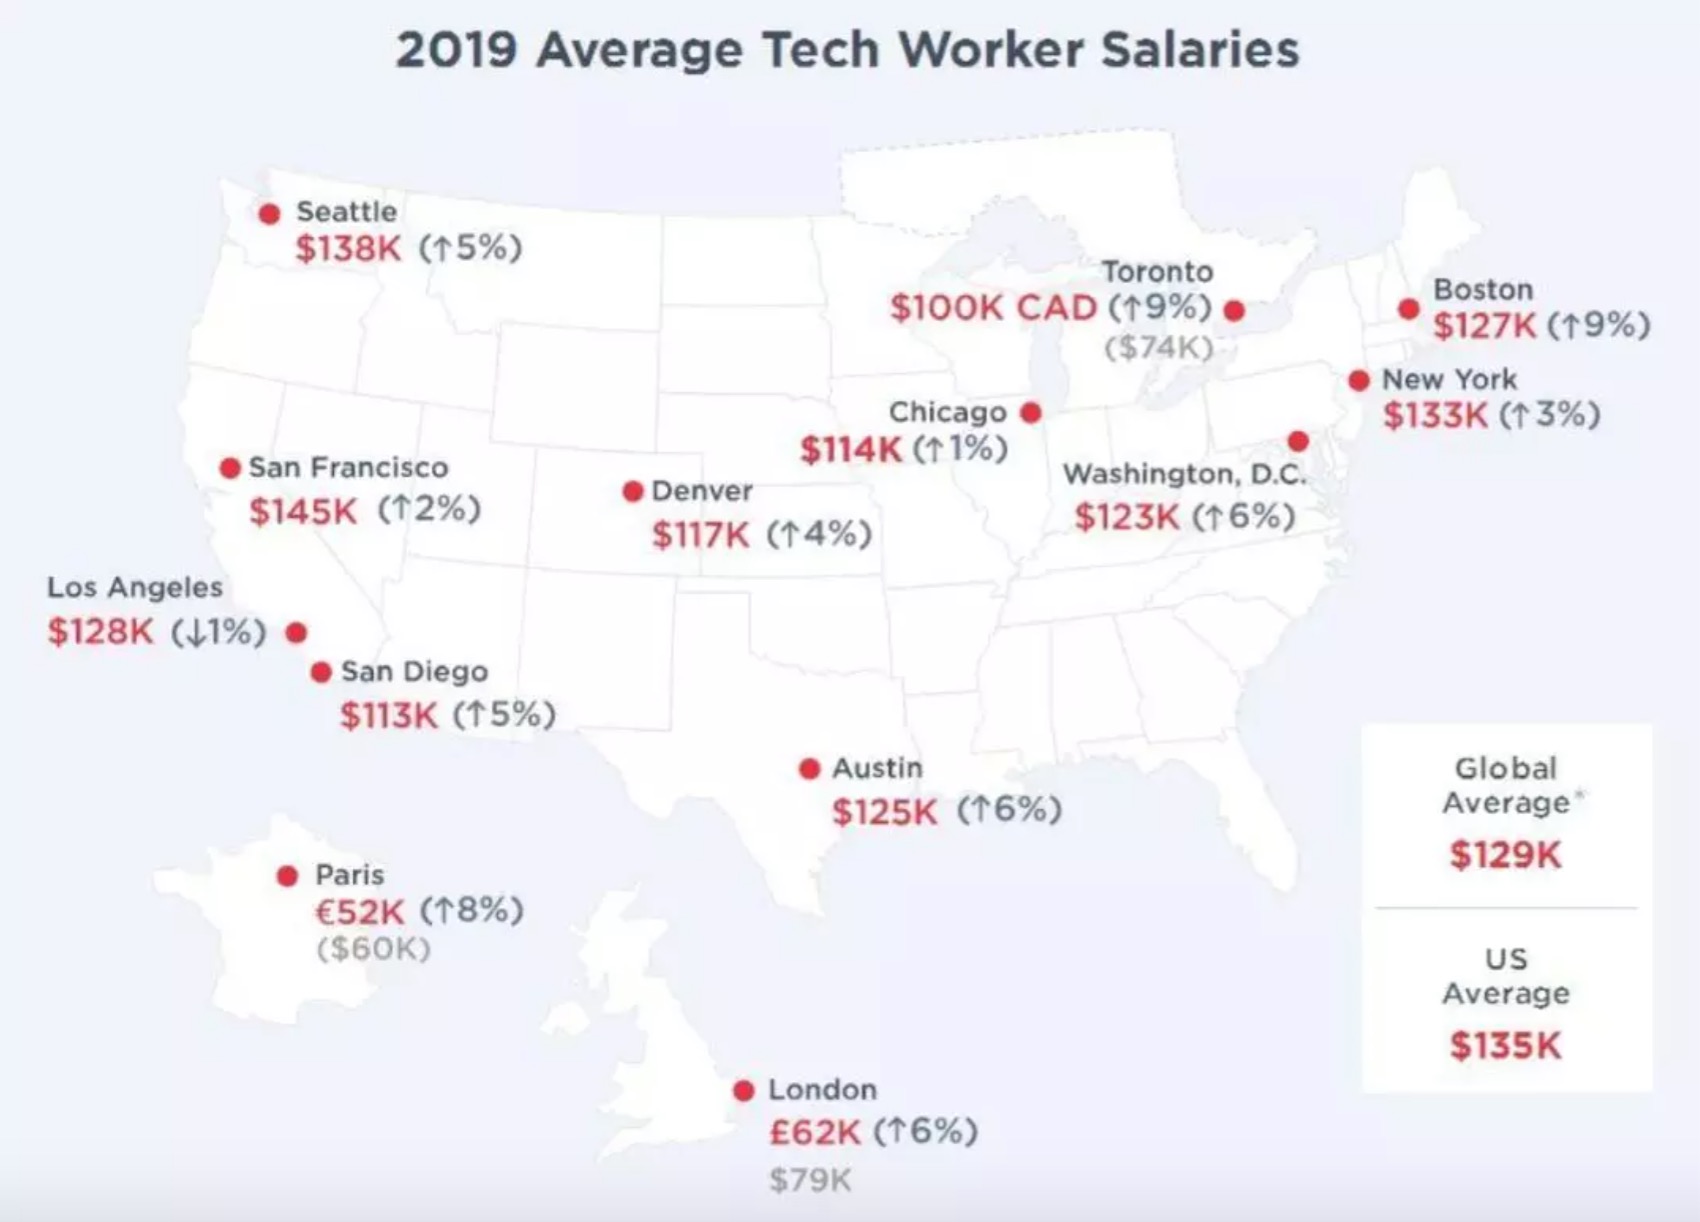 2019 Average Tech Worker Salaries
Seattle
$138K (↑5%)
Toronto
$100K CAD (↑9%)
($74K)
Boston
$127K (↑9%)
New York
$133K (↑3%)
Chicago
$114K (↑1%)
Washington, D.C.
$123K (↑6%)
San Francisco
$145K (↑2%)
Denver
$117K (↑4%)
Los Angeles
$128K (↓1%)
San Diego
$113K (↑5%)
Austin
$125K (↑6%)
Paris
€52K (↑8%)
($60K)
London
£62K (↑6%)
$79K
Global
Average*
$129K
US
Average
$135K